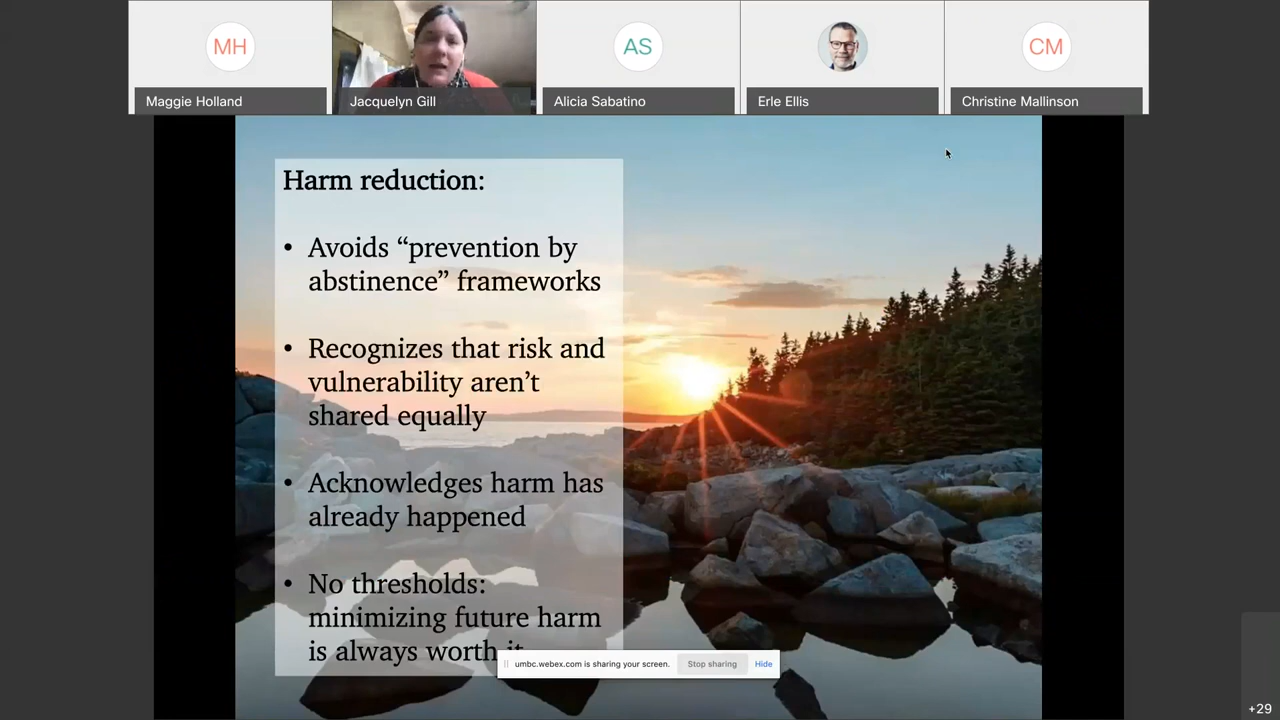 MH
AS
CM
Maggie Holland
Jacquelyn Gill
Alicia Sabatino
Erle Ellis
Christine Mallinson
Harm reduction:
• Avoids “prevention by
abstinence” frameworks
• Recognizes that risk and
vulnerability aren’t
shared equally
• Acknowledges harm has
already happened
• No thresholds:
minimizing future harm
is always worth it
umbc.webex.com is sharing your screen.
Stop sharing
Hide
+29